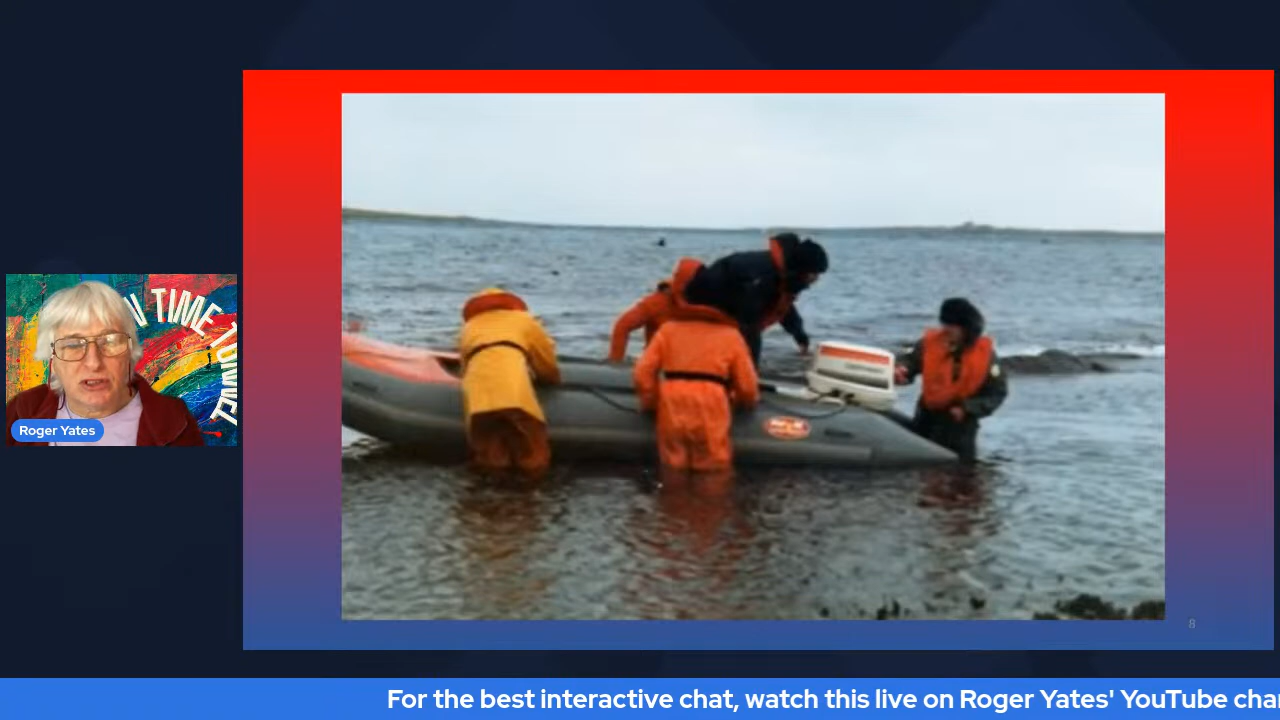 N TIME TUNNEL
Roger Yates
8
For the best interactive chat, watch this live on Roger Yates' YouTube cha